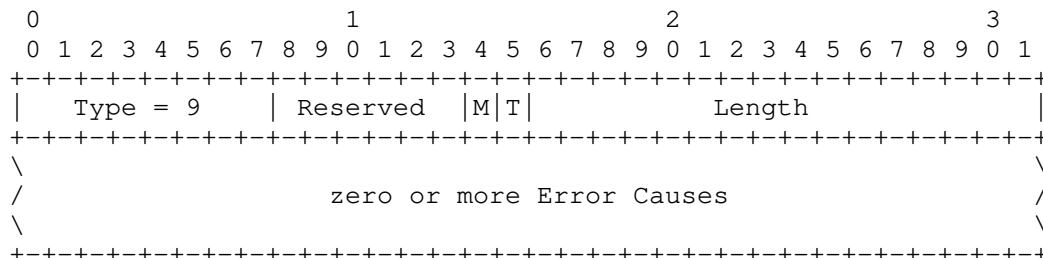 0                   1                   2                   3
 0 1 2 3 4 5 6 7 8 9 0 1 2 3 4 5 6 7 8 9 0 1 2 3 4 5 6 7 8 9 0 1
+-+-+-+-+-+-+-+-+-+-+-+-+-+-+-+-+-+-+-+-+-+-+-+-+-+-+-+-+-+-+-+-+
|   Type = 9    | Reserved  |M|T|           Length              |
+-+-+-+-+-+-+-+-+-+-+-+-+-+-+-+-+-+-+-+-+-+-+-+-+-+-+-+-+-+-+-+-+
\                                                               \
/                   zero or more Error Causes                   /
\                                                               \
+-+-+-+-+-+-+-+-+-+-+-+-+-+-+-+-+-+-+-+-+-+-+-+-+-+-+-+-+-+-+-+-+